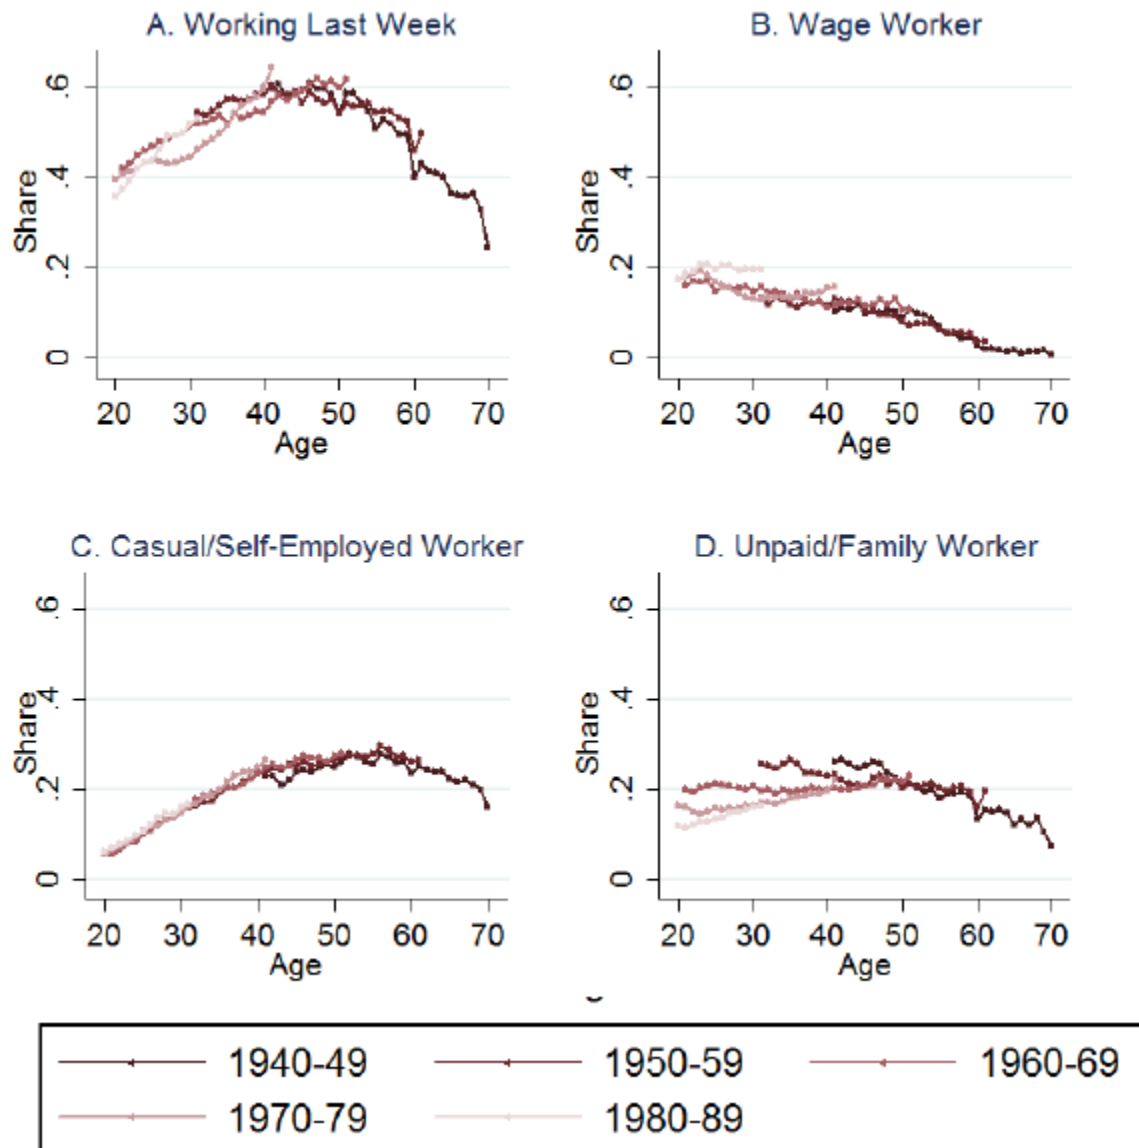 A. Working Last Week
B. Wage Worker
.6
.4
.2
0
Share
20 30 40 50 60 70
Age
.6
.4
.2
0
Share
20 30 40 50 60 70
Age
C. Casual/Self-Employed Worker
D. Unpaid/Family Worker
.6
.4
.2
0
Share
20 30 40 50 60 70
Age
.6
.4
.2
0
Share
20 30 40 50 60 70
Age
1940-49 1950-59 1960-69
1970-79 1980-89